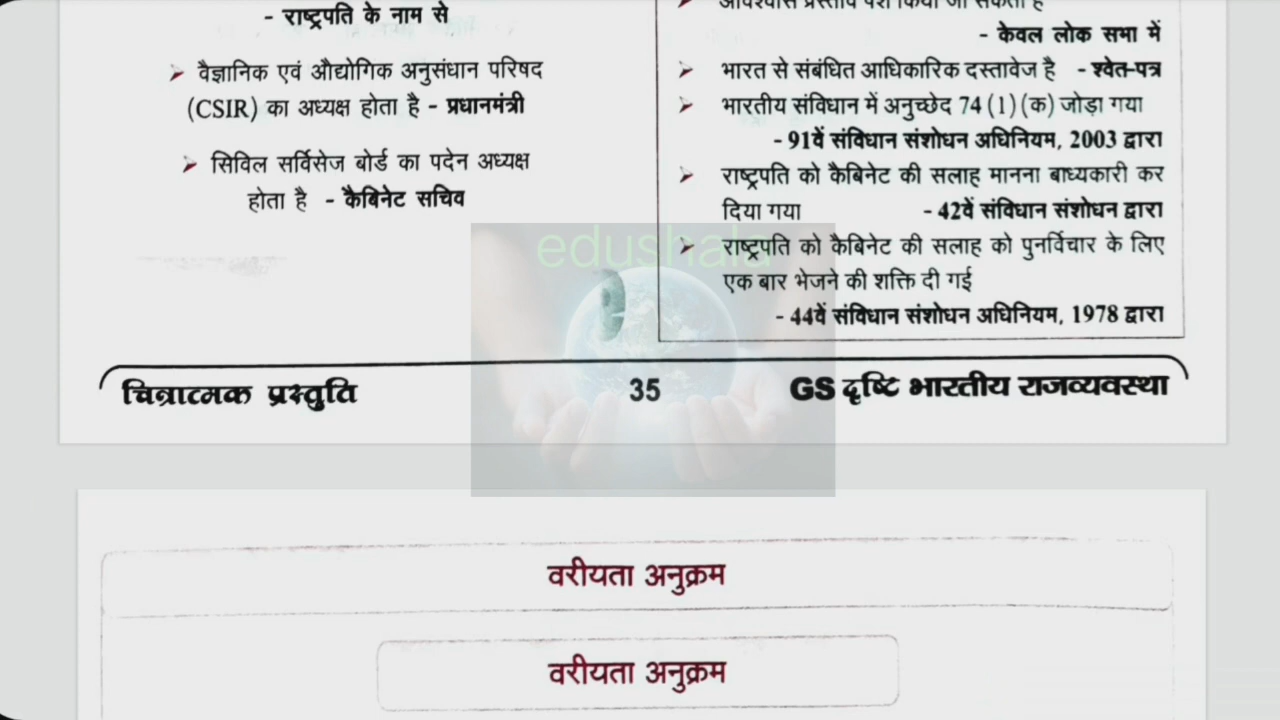 - राष्ट्रपति के नाम से
➢ वैज्ञानिक एवं औद्योगिक अनुसंधान परिषद
(CSIR) का अध्यक्ष होता है - प्रधानमंत्री
➢ सिविल सर्विसेज बोर्ड का पदेन अध्यक्ष
होता है - कैबिनेट सचिव
➢ अविश्वास प्रस्ताव पेश किया जा सकता है
- केवल लोक सभा में
➢ भारत से संबंधित आधिकारिक दस्तावेज है - श्वेत-पत्र
➢ भारतीय संविधान में अनुच्छेद 74 (1) (क) जोड़ा गया
- 91वें संविधान संशोधन अधिनियम, 2003 द्वारा
➢ राष्ट्रपति को कैबिनेट की सलाह मानना बाध्यकारी कर
दिया गया - 42वें संविधान संशोधन द्वारा
➢ राष्ट्रपति को कैबिनेट की सलाह को पुनर्विचार के लिए
एक बार भेजने की शक्ति दी गई
- 44वें संविधान संशोधन अधिनियम, 1978 द्वारा
edushala
चित्रात्मक प्रस्तुति 35 GS दृष्टि भारतीय राजव्यवस्था
वरीयता अनुक्रम
वरीयता अनुक्रम